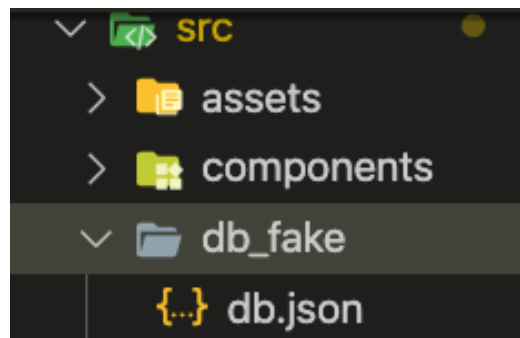 src
assets
components
db_fake
{...} db.json